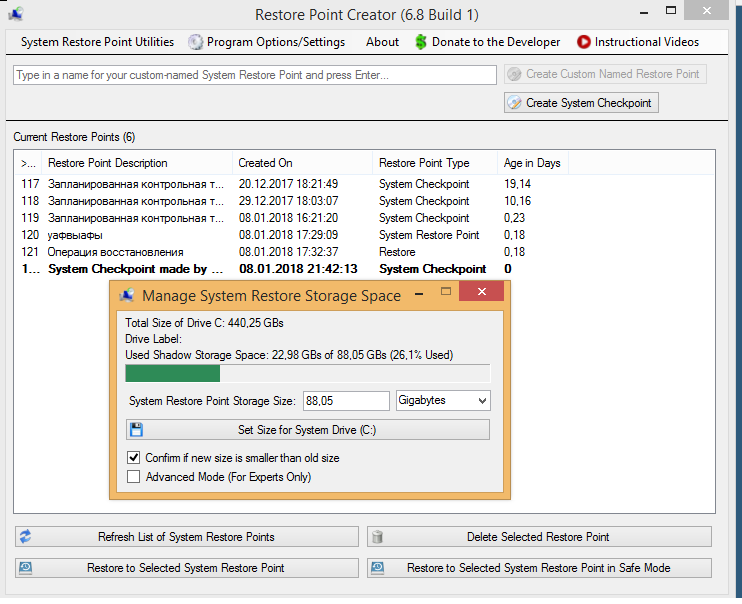 Restore Point Creator (6.8 Build 1)
System Restore Point Utilities Program Options/Settings About Donate to the Developer Instructional Videos
Type in a name for your custom-named System Restore Point and press Enter...
Create Custom Named Restore Point
Create System Checkpoint
Current Restore Points (6)
>... Restore Point Description Created On Restore Point Type Age in Days
117 Запланированная контрольная т... 20.12.2017 18:21:49 System Checkpoint 19,14
118 Запланированная контрольная т... 29.12.2017 18:03:07 System Checkpoint 10,16
119 Запланированная контрольная т... 08.01.2018 16:21:20 System Checkpoint 0,23
120 уафвыафы 08.01.2018 17:29:09 System Restore Point 0,18
121 Операция восстановления 08.01.2018 17:32:37 Restore 0,18
1... System Checkpoint made by ... 08.01.2018 21:42:13 System Checkpoint 0
Manage System Restore Storage Space
Total Size of Drive C: 440,25 GBs
Drive Label:
Used Shadow Storage Space: 22,98 GBs of 88,05 GBs (26,1% Used)
System Restore Point Storage Size: 88,05 Gigabytes
Set Size for System Drive (C:)
Confirm if new size is smaller than old size
Advanced Mode (For Experts Only)
Refresh List of System Restore Points
Delete Selected Restore Point
Restore to Selected System Restore Point
Restore to Selected System Restore Point in Safe Mode